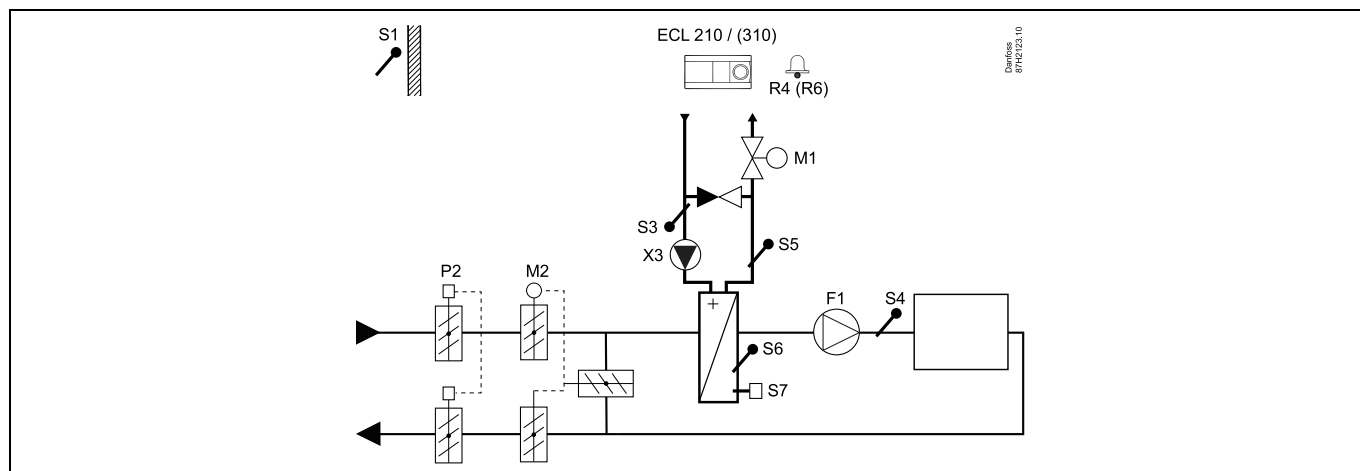 S1
ECL 210 / (310)
R4 (R6)
Danfoss
87H2123.10
M1
S3
X3
S5
P2
M2
F1
S4
+
S6
S7